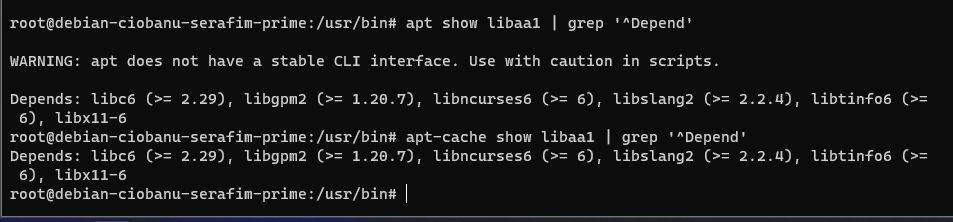 root@debian-ciobanu-serafim-prime:/usr/bin# apt show libaa1 | grep '^Depend'
WARNING: apt does not have a stable CLI interface. Use with caution in scripts.
Depends: libc6 (>= 2.29), libgpm2 (>= 1.20.7), libncurses6 (>= 6), libslang2 (>= 2.2.4), libtinfo6 (>=
 6), libx11-6
root@debian-ciobanu-serafim-prime:/usr/bin# apt-cache show libaa1 | grep '^Depend'
Depends: libc6 (>= 2.29), libgpm2 (>= 1.20.7), libncurses6 (>= 6), libslang2 (>= 2.2.4), libtinfo6 (>=
 6), libx11-6
root@debian-ciobanu-serafim-prime:/usr/bin#